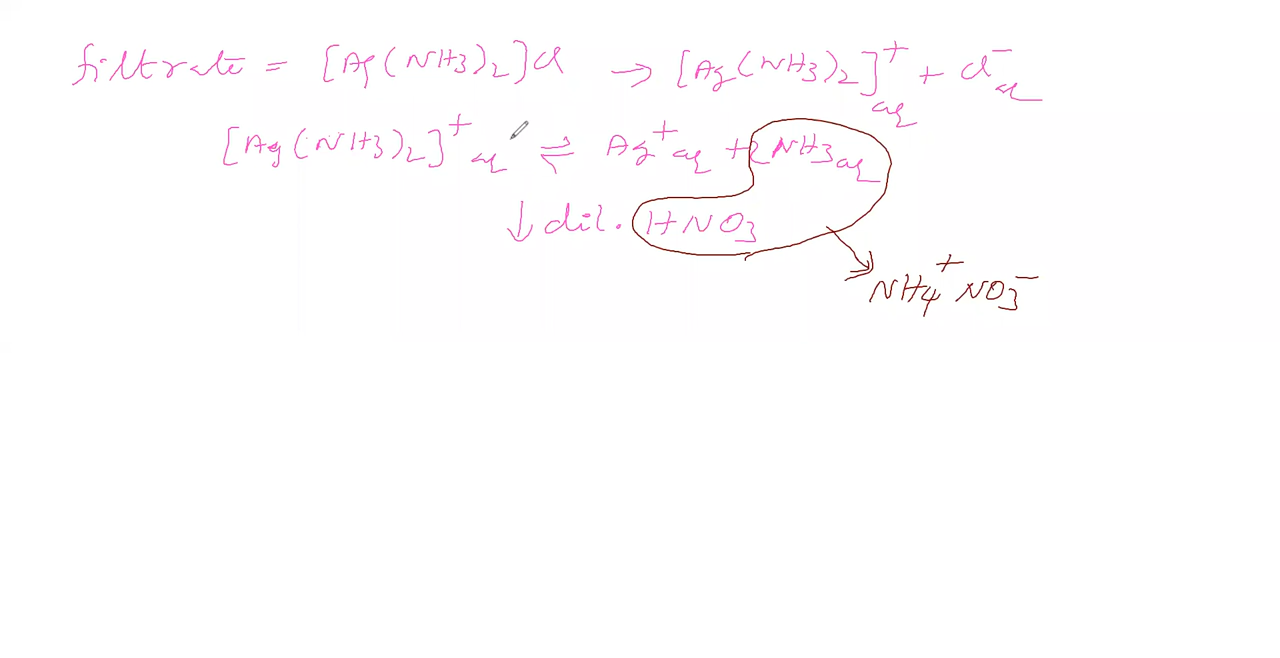 filtrate = [Ag(NH3)2]Cl → [Ag(NH3)2]+aq + Cl-aq
[Ag(NH3)2]+aq ⇌ Ag+aq + 2NH3aq
↓ dil. HNO3
NH4+ NO3-